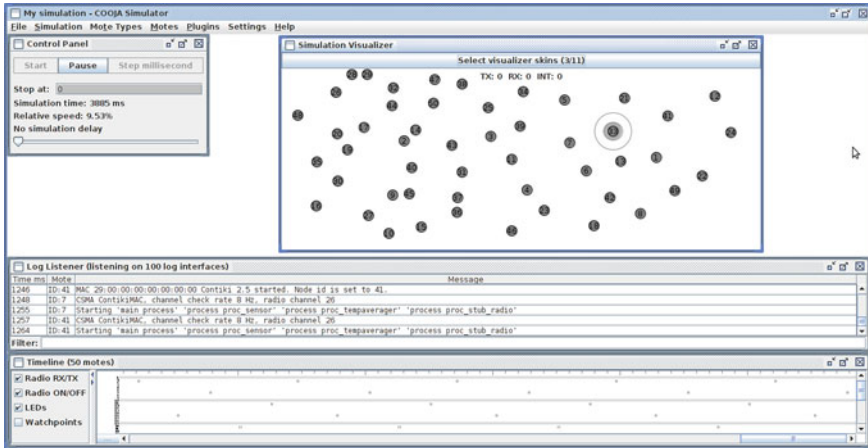 My simulation - COOJA Simulator
File Simulation Mote Types Motes Plugins Settings Help
Control Panel
Start Pause Step millisecond
Stop at: 0
Simulation time: 3885 ms
Relative speed: 9.53%
No simulation delay
Simulation Visualizer
Select visualizer skins (3/11)
TX: 0 RX: 0 INT: 0
Log Listener (listening on 100 log interfaces)
Time ms Mote Message
1246 ID:41 MAC 29:00:00:00:00:00:00:00 Contiki 2.5 started. Node id is set to 41.
1248 ID:7 CSMA ContikiMAC, channel check rate 8 Hz, radio channel 26
1255 ID:7 Starting 'main process' 'process proc_sensor' 'process proc_tempaverager' 'process proc_stub_radio'
1257 ID:41 CSMA ContikiMAC, channel check rate 8 Hz, radio channel 26
1264 ID:41 Starting 'main process' 'process proc_sensor' 'process proc_tempaverager' 'process proc_stub_radio'
Filter:
Timeline (50 motes)
Radio RX/TX
Radio ON/OFF
LEDs
Watchpoints